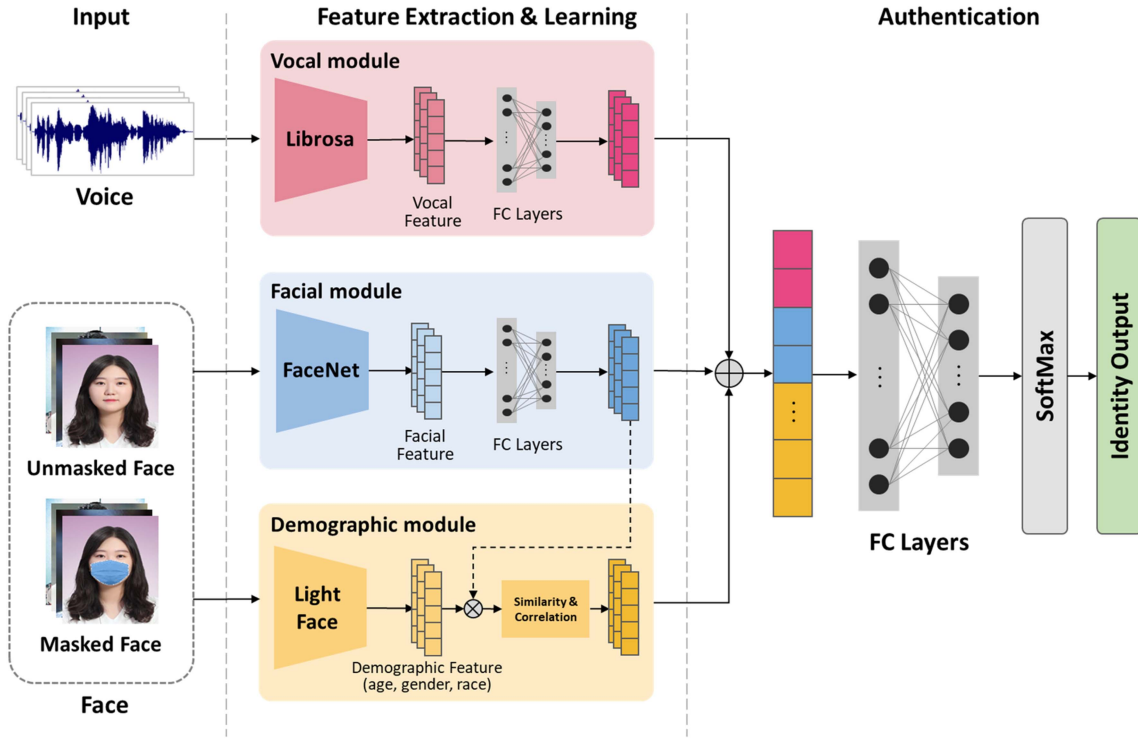 Input
Feature Extraction & Learning
Authentication
Vocal module
Librosa
Voice
Vocal
Feature
FC Layers
Facial module
FaceNet
Facial
Feature
FC Layers
Unmasked Face
Masked Face
Face
Demographic module
Light
Face
Similarity &
Correlation
Demographic Feature
(age, gender, race)
FC Layers
SoftMax
Identity Output